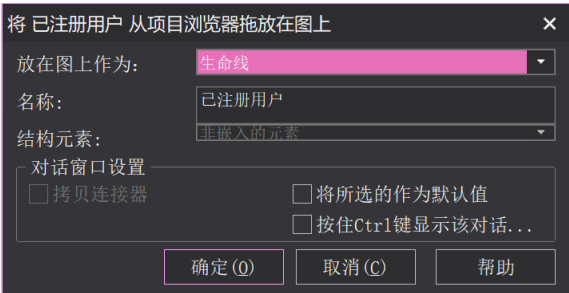 将 已注册用户 从项目浏览器拖放在图上
放在图上作为: 生命线
名称: 已注册用户
结构元素: 非嵌入的元素
对话窗口设置
拷贝连接器 将所选的作为默认值
按住Ctrl键显示该对话...
确定(O) 取消(C) 帮助